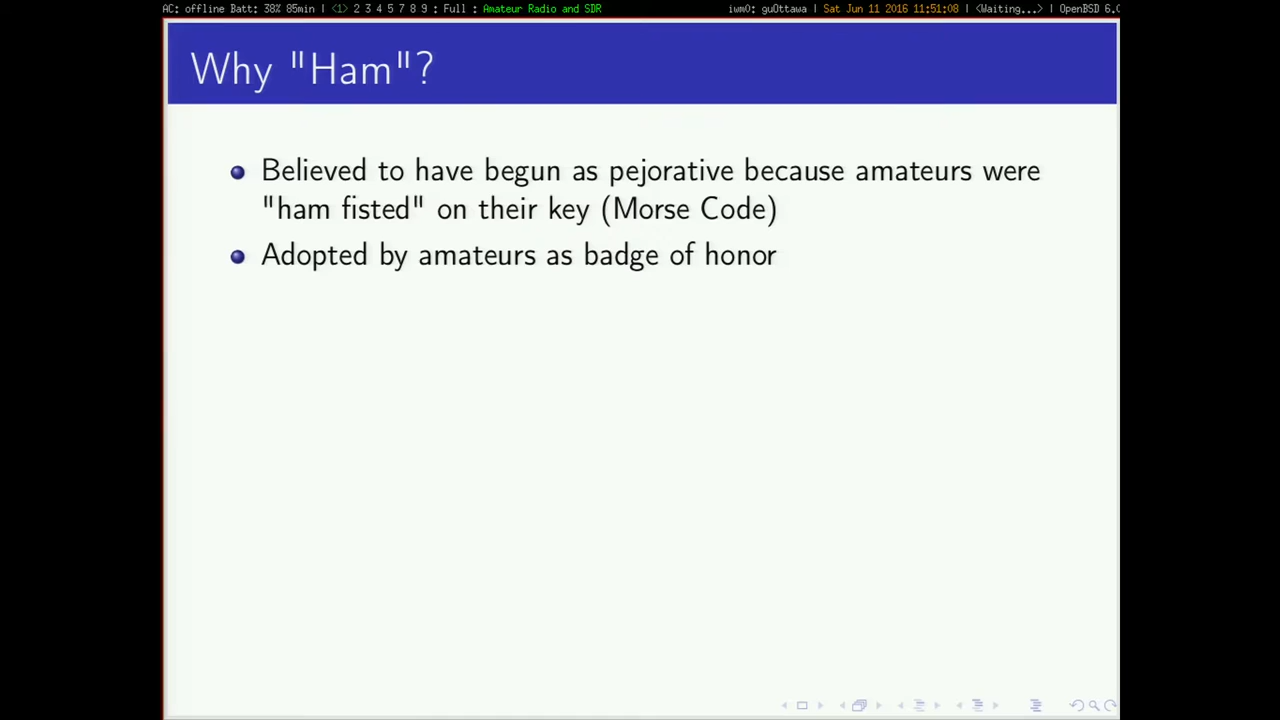 AC: offline Batt: 38% 85min | <1> 2 3 4 5 7 8 9 : Full : Amateur Radio and SDR iwm0: guOttawa | Sat Jun 11 2016 11:51:08 | <Waiting...> | OpenBSD 6.0
Why "Ham"?
Believed to have begun as pejorative because amateurs were
"ham fisted" on their key (Morse Code)
Adopted by amateurs as badge of honor